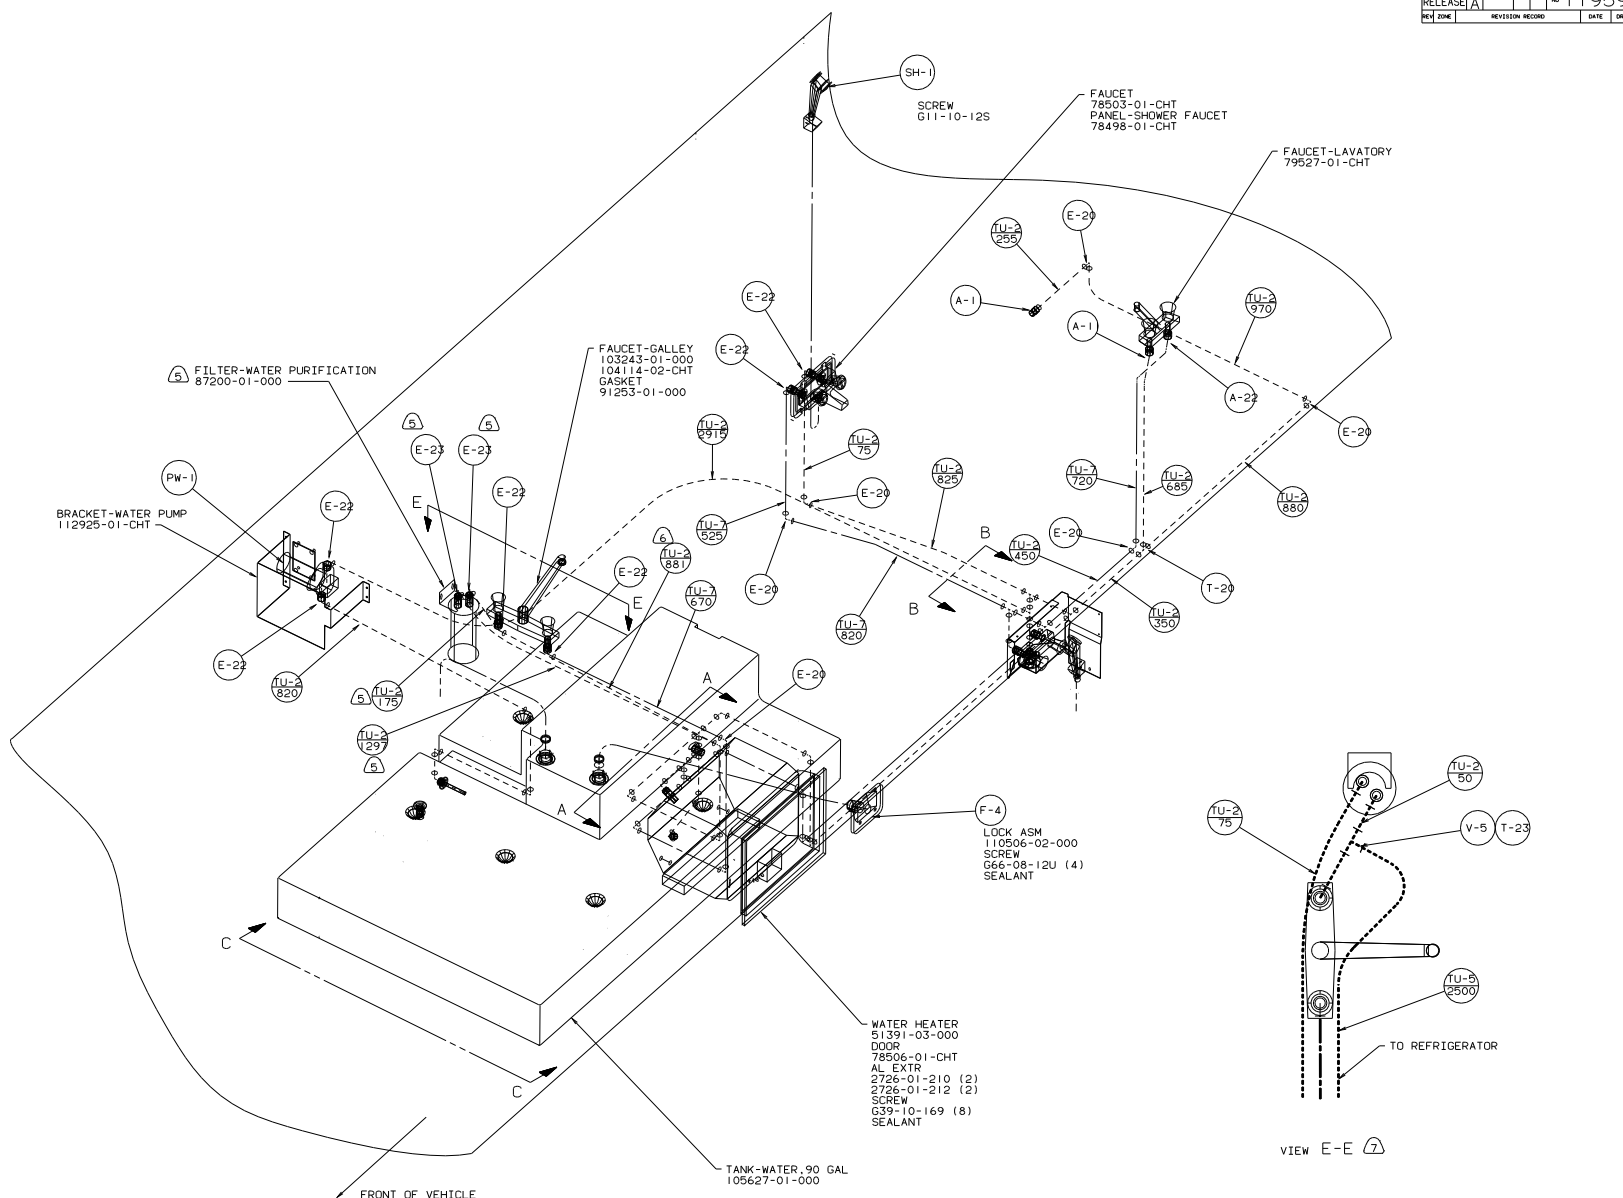 RELEASE A NO 11959
REV ZONE REVISION RECORD DATE DR
SH-1
SCREW
G11-10-12S
FAUCET
78503-01-CHT
PANEL-SHOWER FAUCET
78498-01-CHT
FAUCET-LAVATORY
79527-01-CHT
E-20
TU-2
255
A-1
E-22
TU-2
970
A-1
E-22
A-22
E-20
FAUCET-GALLEY
103243-01-000
104114-02-CHT
GASKET
91253-01-000
5 FILTER-WATER PURIFICATION
87200-01-000
5
5
E-23
E-23
TU-2
2915
TU-2
75
TU-2
825
TU-7
720
TU-2
685
TU-2
880
PW-1
E-22
E-22
E
BRACKET-WATER PUMP
112925-01-CHT
E-20
TU-7
525
6
TU-2
881
B
TU-2
450
E-20
E-22
T-20
E-20
E
TU-7
670
B
TU-2
350
TU-7
820
E-22
TU-2
820
5 TU-2
175
A
E-20
TU-2
1297
5
A
F-4
LOCK ASM
110506-02-000
SCREW
G66-08-12U (4)
SEALANT
TU-2
50
TU-2
75
V-5 T-23
C
TU-5
2500
WATER HEATER
51391-03-000
DOOR
78506-01-CHT
AL EXTR
2726-01-210 (2)
2726-01-212 (2)
SCREW
G39-10-169 (8)
SEALANT
TO REFRIGERATOR
C
VIEW E-E 7
TANK-WATER,90 GAL
105627-01-000
FRONT OF VEHICLE